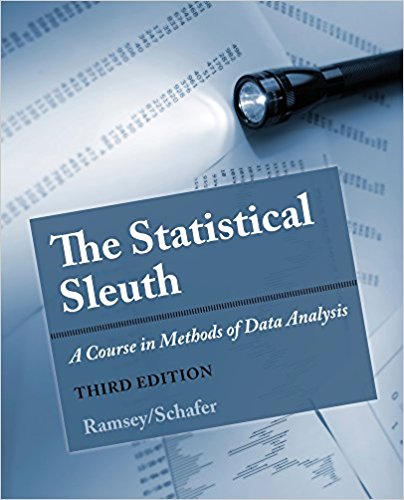 The Statistical
Sleuth
A Course in Methods of Data Analysis
THIRD EDITION
Ramsey/Schafer